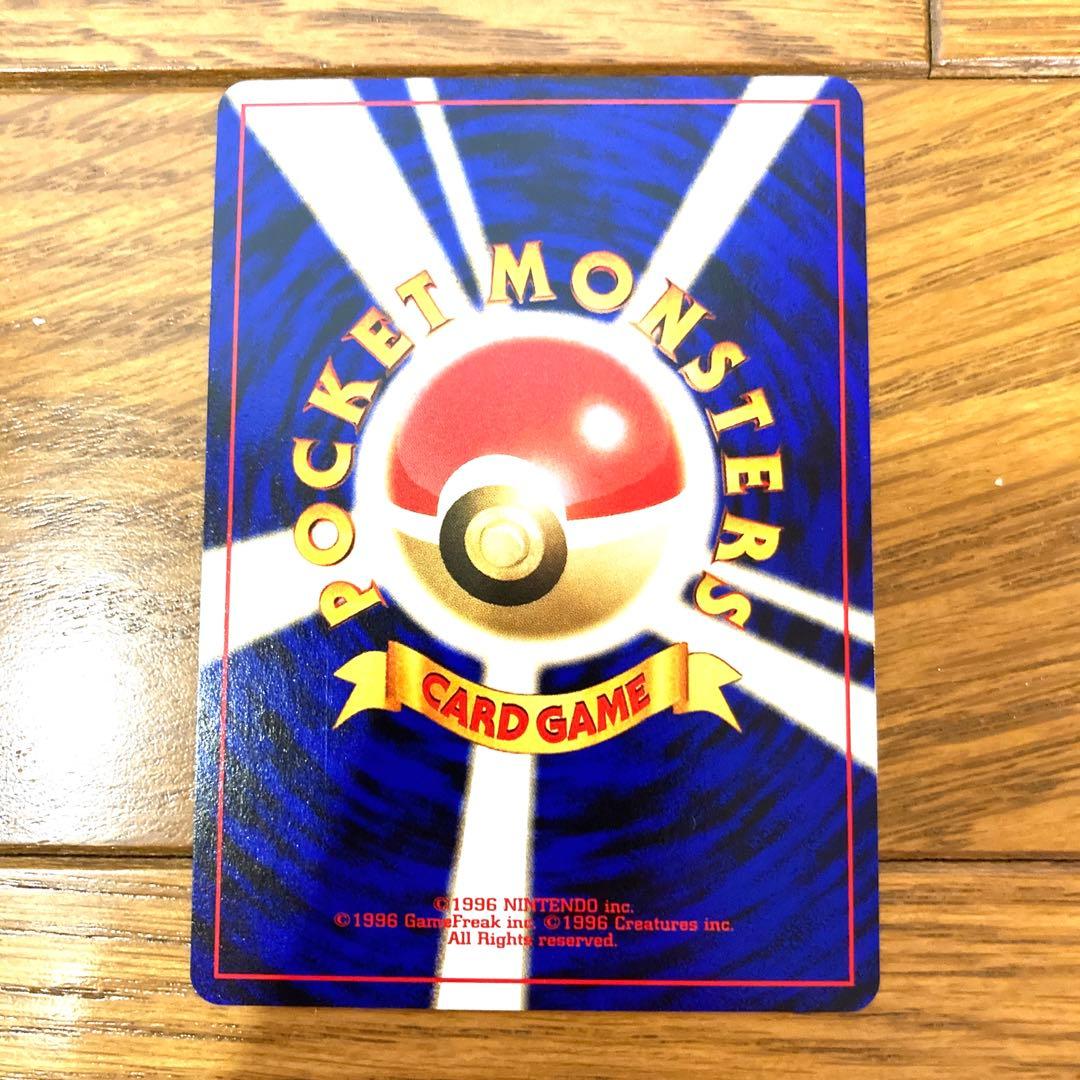 POCKET MONSTERS
CARD GAME
©1996 NINTENDO inc.
©1996 GameFreak inc. ©1996 Creatures inc.
All Rights reserved.